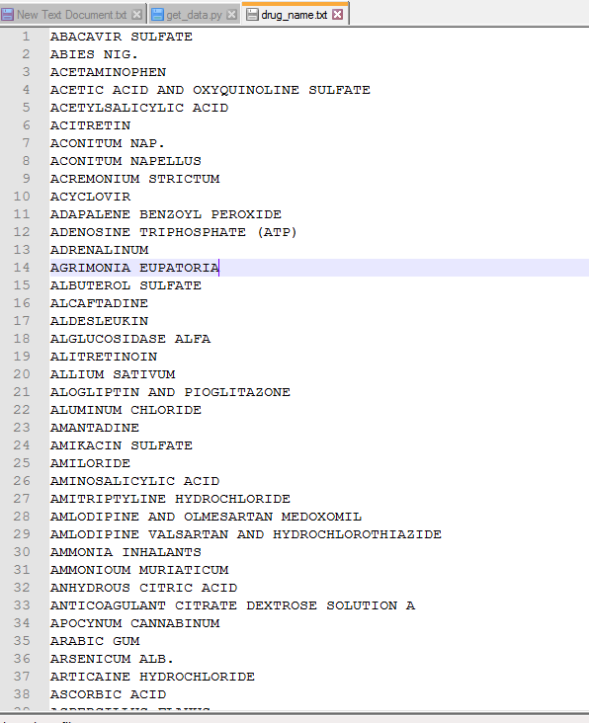 New Text Document.txt get_data.py drug_name.txt
1 ABACAVIR SULFATE
2 ABIES NIG.
3 ACETAMINOPHEN
4 ACETIC ACID AND OXYQUINOLINE SULFATE
5 ACETYLSALICYLIC ACID
6 ACITRETIN
7 ACONITUM NAP.
8 ACONITUM NAPELLUS
9 ACREMONIUM STRICTUM
10 ACYCLOVIR
11 ADAPALENE BENZOYL PEROXIDE
12 ADENOSINE TRIPHOSPHATE (ATP)
13 ADRENALINUM
14 AGRIMONIA EUPATORIA
15 ALBUTEROL SULFATE
16 ALCAFTADINE
17 ALDESLEUKIN
18 ALGLUCOSIDASE ALFA
19 ALITRETINOIN
20 ALLIUM SATIVUM
21 ALOGLIPTIN AND PIOGLITAZONE
22 ALUMINUM CHLORIDE
23 AMANTADINE
24 AMIKACIN SULFATE
25 AMILORIDE
26 AMINOSALICYLIC ACID
27 AMITRIPTYLINE HYDROCHLORIDE
28 AMLODIPINE AND OLMESARTAN MEDOXOMIL
29 AMLODIPINE VALSARTAN AND HYDROCHLOROTHIAZIDE
30 AMMONIA INHALANTS
31 AMMONIOUM MURIATICUM
32 ANHYDROUS CITRIC ACID
33 ANTICOAGULANT CITRATE DEXTROSE SOLUTION A
34 APOCYNUM CANNABINUM
35 ARABIC GUM
36 ARSENICUM ALB.
37 ARTICAINE HYDROCHLORIDE
38 ASCORBIC ACID